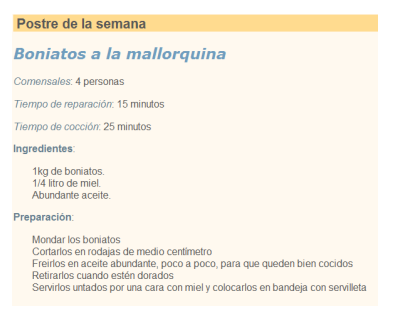 Postre de la semana
Boniatos a la mallorquina
Comensales: 4 personas
Tiempo de reparación: 15 minutos
Tiempo de cocción: 25 minutos
Ingredientes:
1kg de boniatos.
1/4 litro de miel.
Abundante aceite.
Preparación:
Mondar los boniatos
Cortarlos en rodajas de medio centímetro
Freirlos en aceite abundante, poco a poco, para que queden bien cocidos
Retirarlos cuando estén dorados
Servirlos untados por una cara con miel y colocarlos en bandeja con servilleta